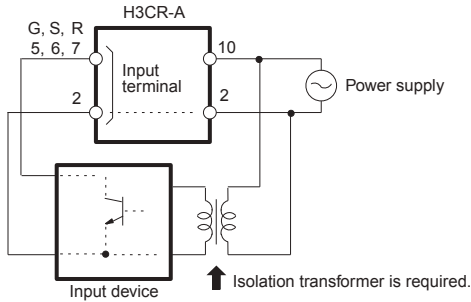 H3CR-A
G, S, R
5, 6, 7
10
Input
terminal
2
2
Power supply
Isolation transformer is required.
Input device